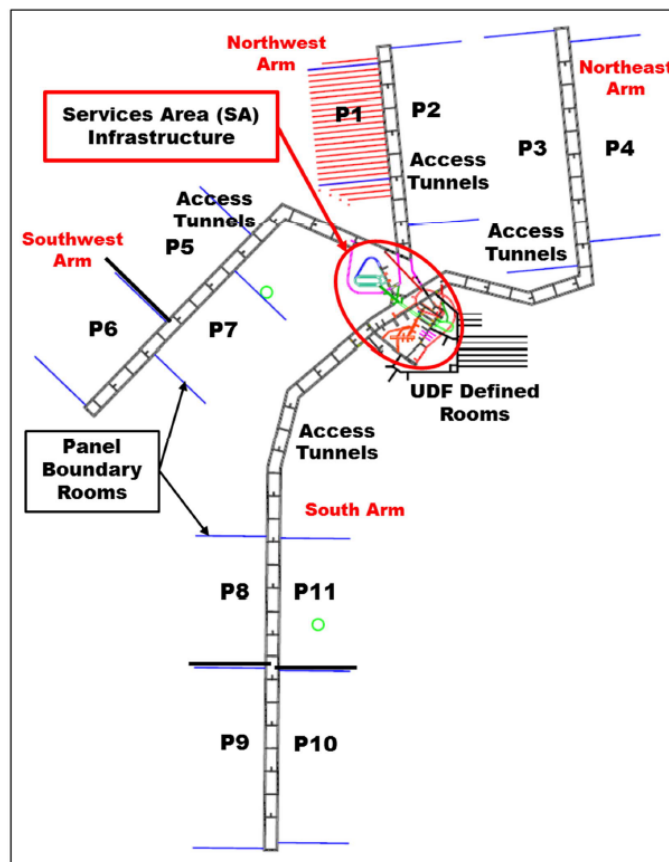 Northwest
Arm
Services Area (SA)
Infrastructure
P1
P2
Northeast
Arm
P3
P4
Access
Tunnels
Access
Tunnels
Access
Tunnels
Southwest
Arm
P5
P6
P7
UDF Defined
Rooms
Panel
Boundary
Rooms
Access
Tunnels
South Arm
P8
P11
P9
P10